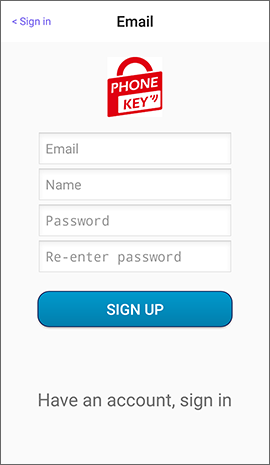 < Sign in
Email
PHONE
KEY
Email
Name
Password
Re-enter password
SIGN UP
Have an account, sign in